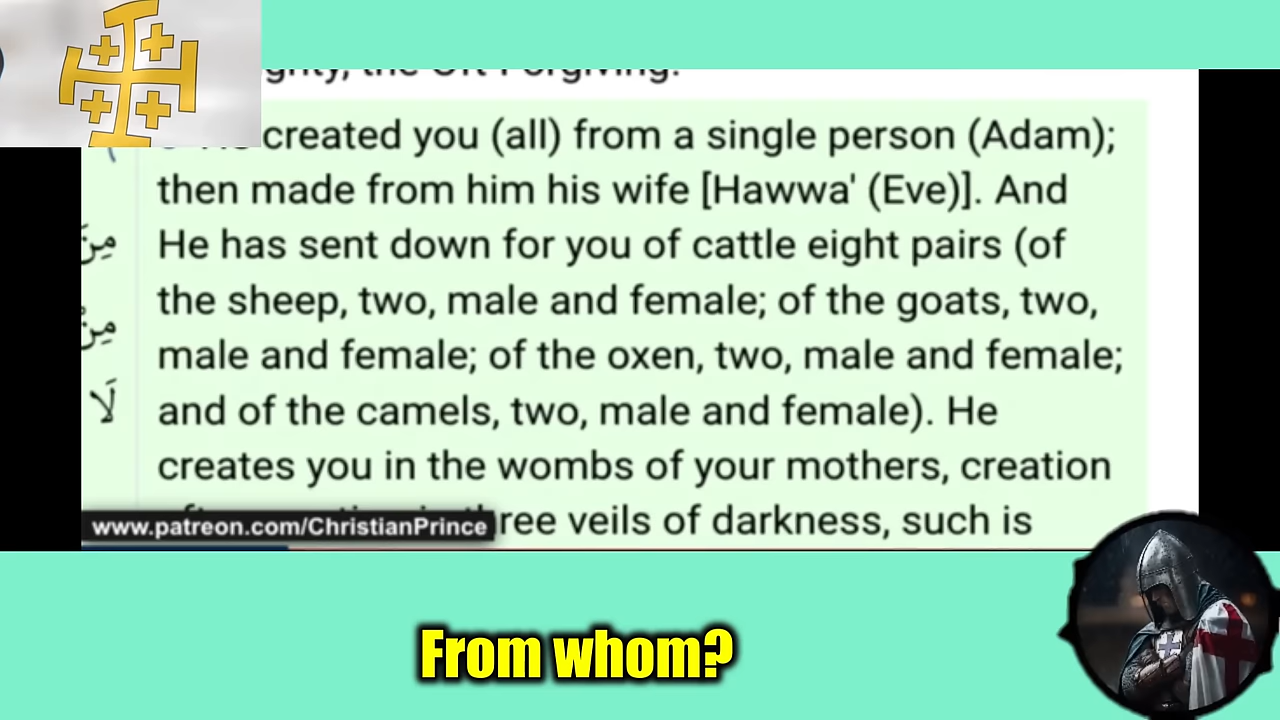 the Oft-Forgiving.
created you (all) from a single person (Adam);
then made from him his wife [Hawwa' (Eve)]. And
مِنَ
He has sent down for you of cattle eight pairs (of
the sheep, two, male and female; of the goats, two,
مِنْ
male and female; of the oxen, two, male and female;
لَا
and of the camels, two, male and female). He
creates you in the wombs of your mothers, creation
three veils of darkness, such is
www.patreon.com/ChristianPrince
From whom?